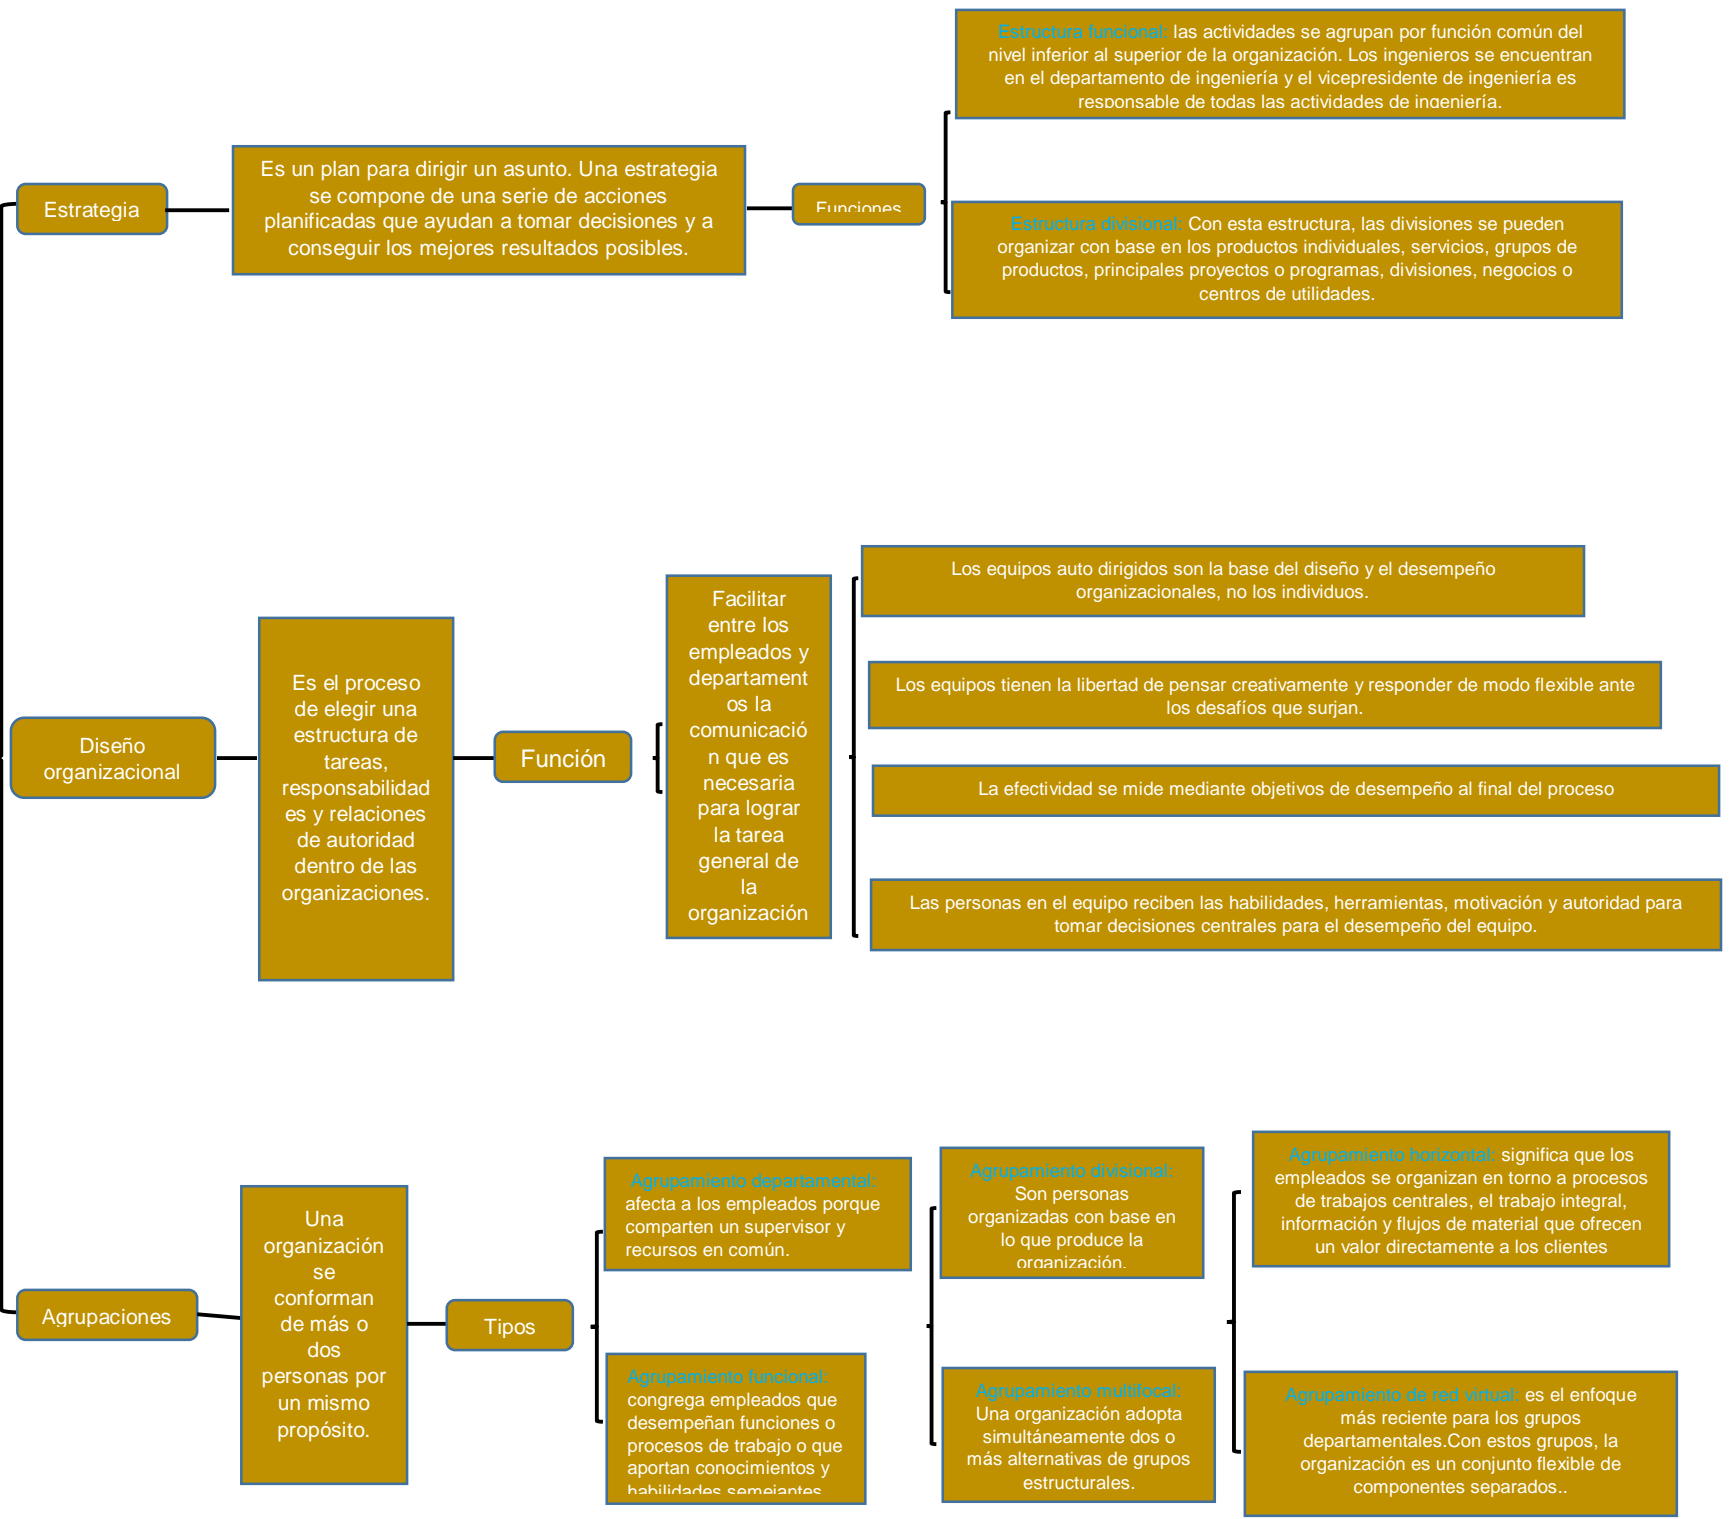 Estructura funcional: las actividades se agrupan por función común del
nivel inferior al superior de la organización. Los ingenieros se encuentran
en el departamento de ingeniería y el vicepresidente de ingeniería es
responsable de todas las actividades de ingeniería.
Estrategia
Es un plan para dirigir un asunto. Una estrategia
se compone de una serie de acciones
planificadas que ayudan a tomar decisiones y a
conseguir los mejores resultados posibles.
Funciones
Estructura divisional: Con esta estructura, las divisiones se pueden
organizar con base en los productos individuales, servicios, grupos de
productos, principales proyectos o programas, divisiones, negocios o
centros de utilidades.
Diseño
organizacional
Es el proceso
de elegir una
estructura de
tareas,
responsabilidad
es y relaciones
de autoridad
dentro de las
organizaciones.
Función
Facilitar
entre los
empleados y
departament
os la
comunicació
n que es
necesaria
para lograr
la tarea
general de
la
organización
Los equipos auto dirigidos son la base del diseño y el desempeño
organizacionales, no los individuos.
Los equipos tienen la libertad de pensar creativamente y responder de modo flexible ante
los desafíos que surjan.
La efectividad se mide mediante objetivos de desempeño al final del proceso
Las personas en el equipo reciben las habilidades, herramientas, motivación y autoridad para
tomar decisiones centrales para el desempeño del equipo.
Agrupaciones
Una
organización
se
conforman
de más o
dos
personas por
un mismo
propósito.
Tipos
Agrupamiento departamental:
afecta a los empleados porque
comparten un supervisor y
recursos en común.
Agrupamiento funcional:
congrega empleados que
desempeñan funciones o
procesos de trabajo o que
aportan conocimientos y
habilidades semejantes
Agrupamiento divisional:
Son personas
organizadas con base en
lo que produce la
organización.
Agrupamiento multifocal:
Una organización adopta
simultáneamente dos o
más alternativas de grupos
estructurales.
Agrupamiento horizontal: significa que los
empleados se organizan en torno a procesos
de trabajos centrales, el trabajo integral,
información y flujos de material que ofrecen
un valor directamente a los clientes
Agrupamiento de red virtual: es el enfoque
más reciente para los grupos
departamentales.Con estos grupos, la
organización es un conjunto flexible de
componentes separados..